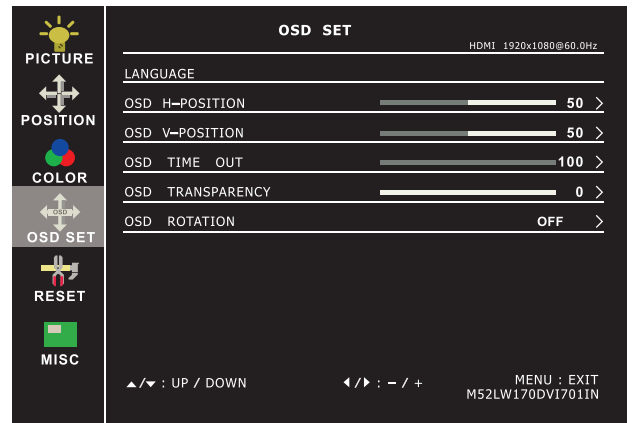 PICTURE
POSITION
COLOR
OSD
OSD SET
RESET
MISC
OSD SET
HDMI 1920x1080@60.0Hz
LANGUAGE
OSD H-POSITION 50 >
OSD V-POSITION 50 >
OSD TIME OUT 100 >
OSD TRANSPARENCY 0 >
OSD ROTATION OFF >
▲/▼ : UP / DOWN ◀/▶ : - / + MENU : EXIT
M52LW170DVI701IN